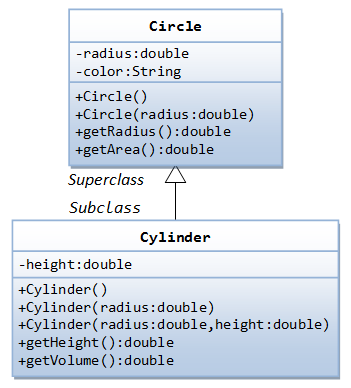 Circle
-radius:double
-color:String
+Circle()
+Circle(radius:double)
+getRadius():double
+getArea():double
Superclass
Subclass
Cylinder
-height:double
+Cylinder()
+Cylinder(radius:double)
+Cylinder(radius:double,height:double)
+getHeight():double
+getVolume():double